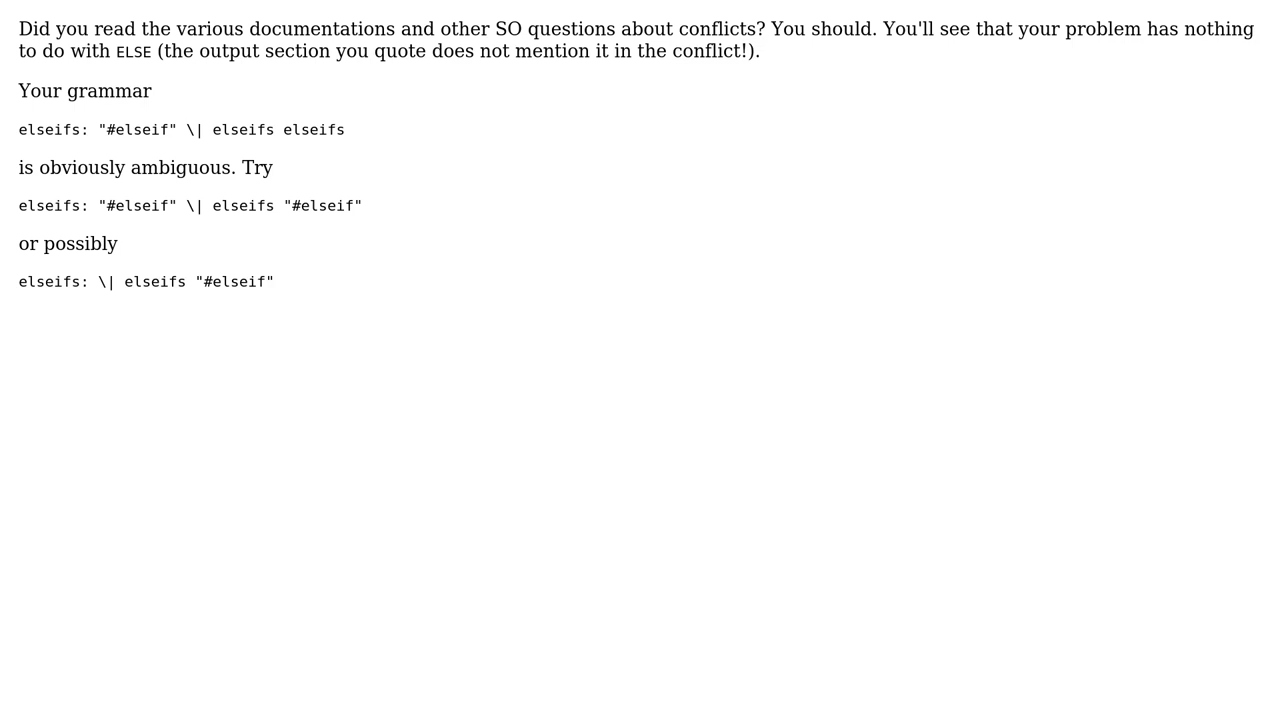 Did you read the various documentations and other SO questions about conflicts? You should. You'll see that your problem has nothing
to do with ELSE (the output section you quote does not mention it in the conflict!).
Your grammar
elseifs: "#elseif" \| elseifs elseifs
is obviously ambiguous. Try
elseifs: "#elseif" \| elseifs "#elseif"
or possibly
elseifs: \| elseifs "#elseif"